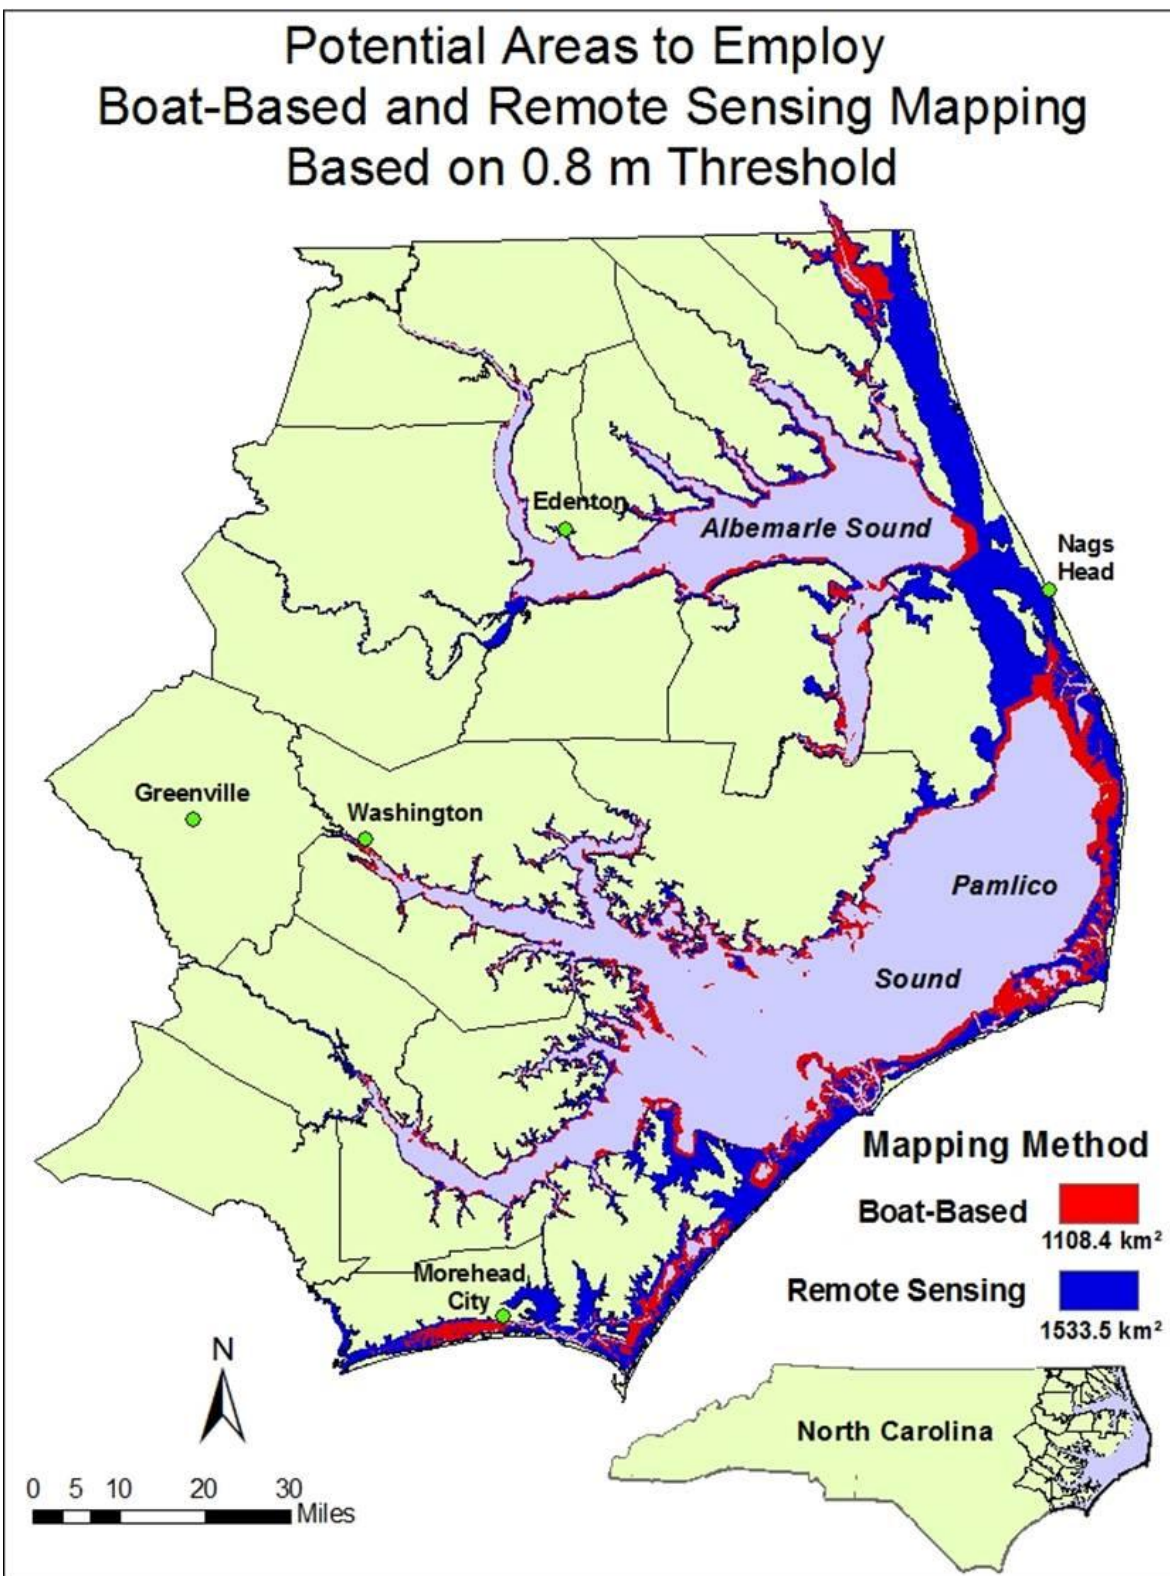 Potential Areas to Employ
Boat-Based and Remote Sensing Mapping
Based on 0.8 m Threshold
Edenton
Albemarle Sound
Nags
Head
Greenville
Washington
Pamlico
Sound
Mapping Method
Boat-Based
1108.4 km²
Remote Sensing
1533.5 km²
Morehead
City
N
North Carolina
0 5 10 20 30
Miles